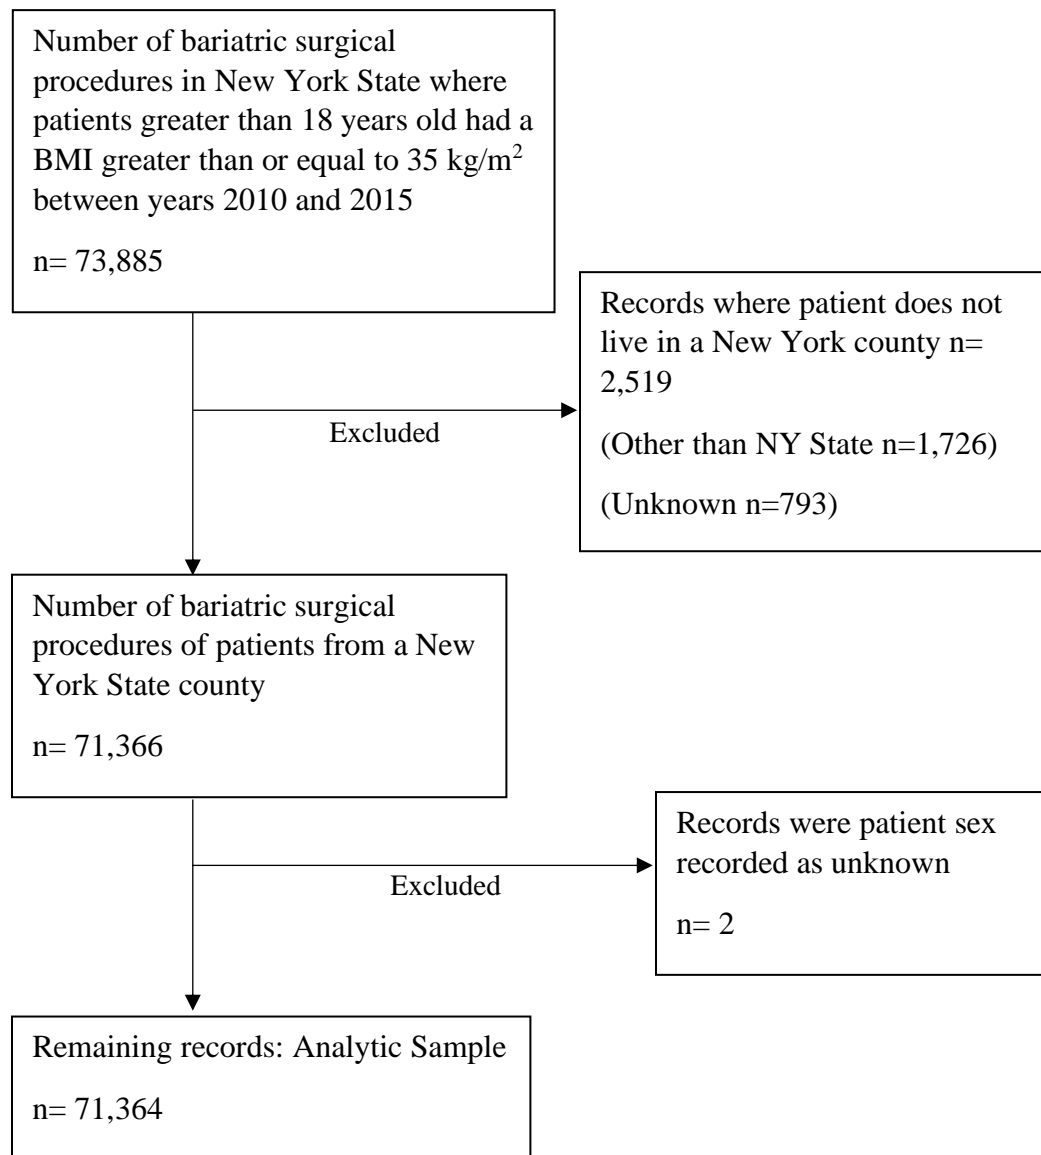 Number of bariatric surgical
procedures in New York State where
patients greater than 18 years old had a
BMI greater than or equal to 35 kg/m²
between years 2010 and 2015
n= 73,885
Records where patient does not
live in a New York county n=
2,519
(Other than NY State n=1,726)
(Unknown n=793)
Excluded
Number of bariatric surgical
procedures of patients from a New
York State county
n= 71,366
Records were patient sex
recorded as unknown
n= 2
Excluded
Remaining records: Analytic Sample
n= 71,364